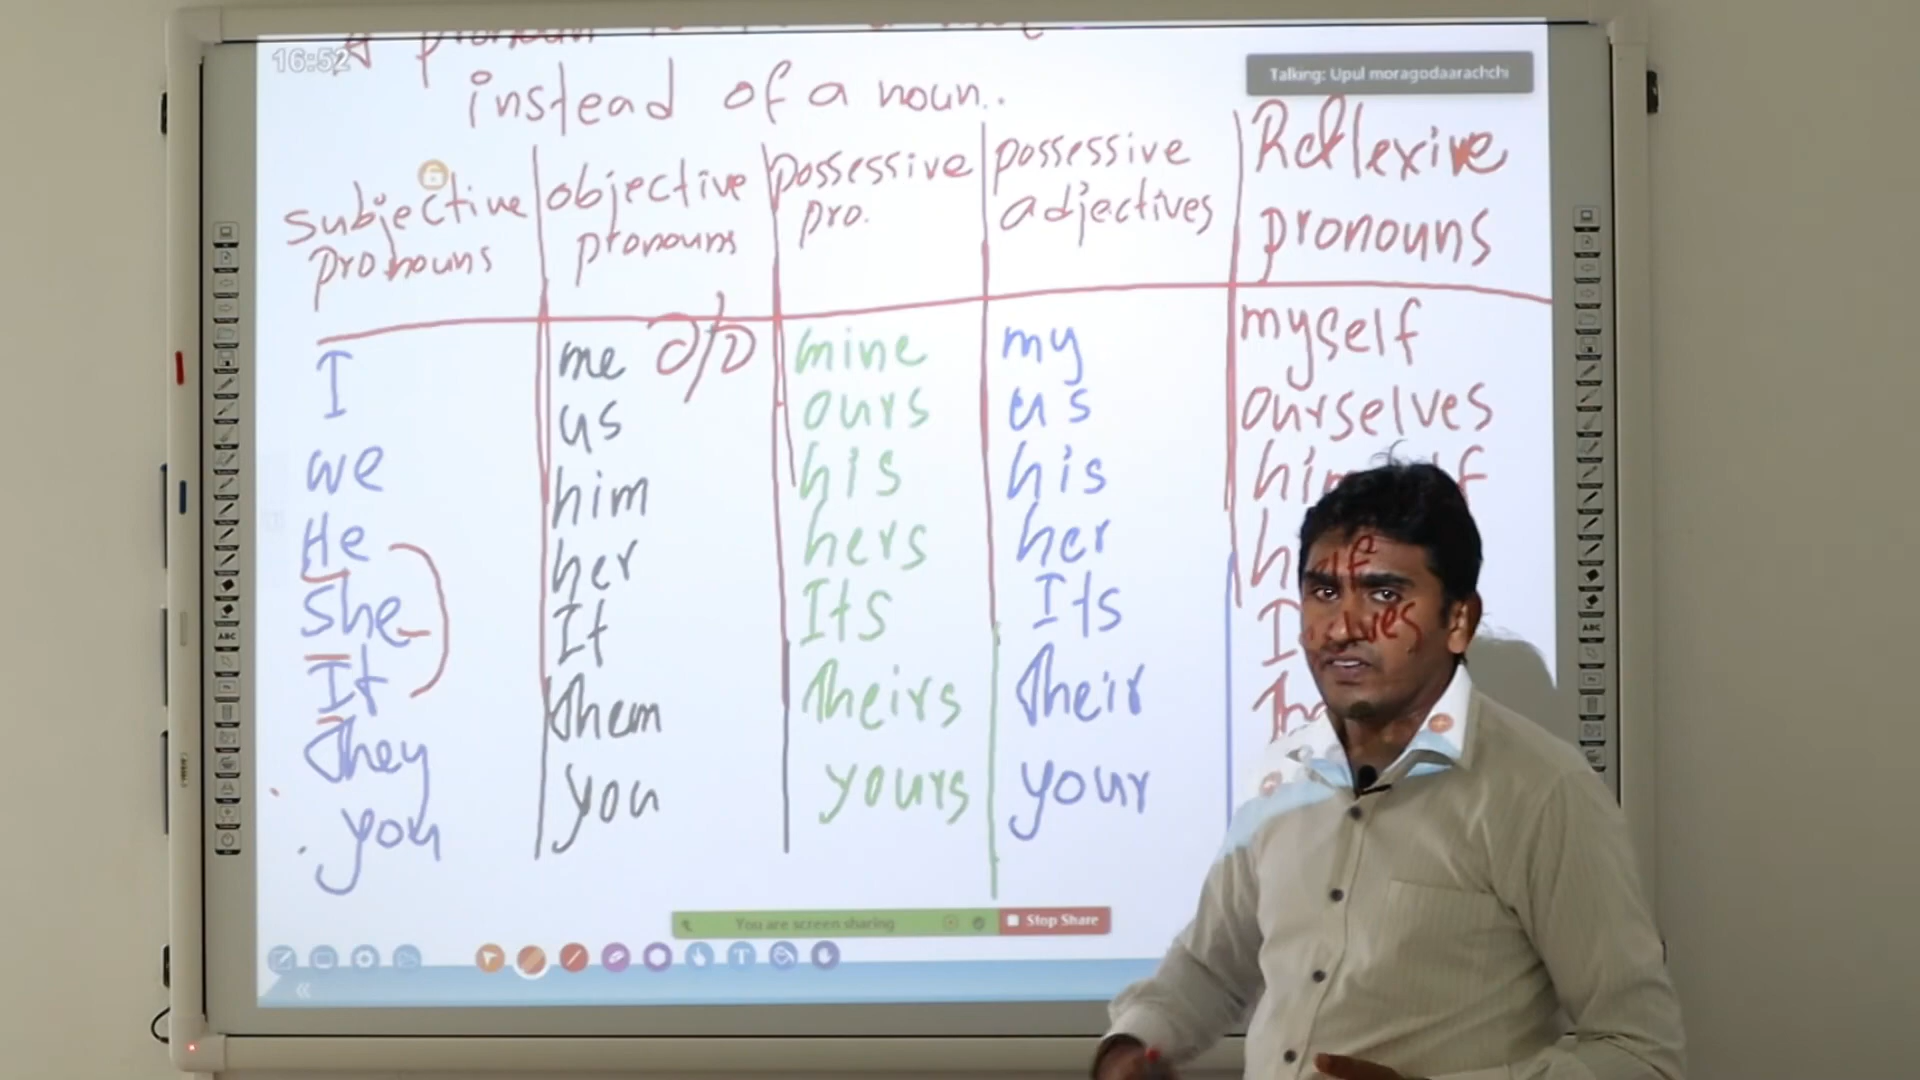 16:52
A pronoun
instead of a noun..
Talking: Upul moragodaarachchi
subjective pronouns
objective pronouns
possessive pro.
possessive adjectives
Reflexive pronouns
I me O/O mine my myself
we us ours us ourselves
He him his his
She her hers her
It It Its Its
They them theirs their
you you yours your
You are screen sharing
Stop Share